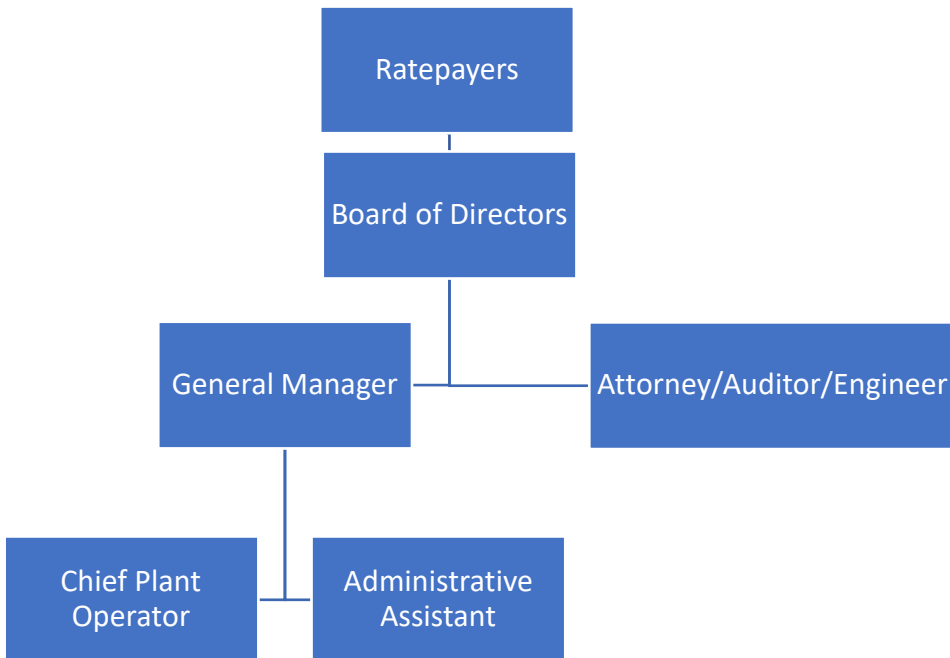 Ratepayers
Board of Directors
General Manager
Attorney/Auditor/Engineer
Chief Plant
Operator
Administrative
Assistant